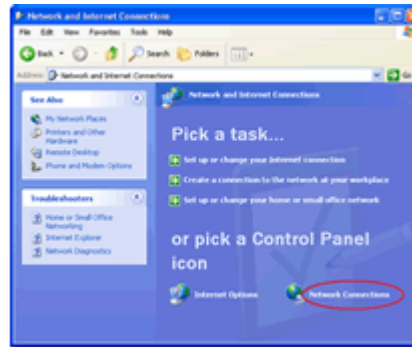 Network and Internet Connections
File Edit View Favorites Tools Help
Back Search Folders
Address Network and Internet Connections Go
See Also
My Network Places
Printers and Other
Hardware
Remote Desktop
Phone and Modem Options
Troubleshooters
Home or Small Office
Networking
Internet Explorer
Network Diagnostics
Network and Internet Connections
Pick a task...
Set up or change your Internet connection
Create a connection to the network at your workplace
Set up or change your home or small office network
or pick a Control Panel
icon
Internet Options Network Connections